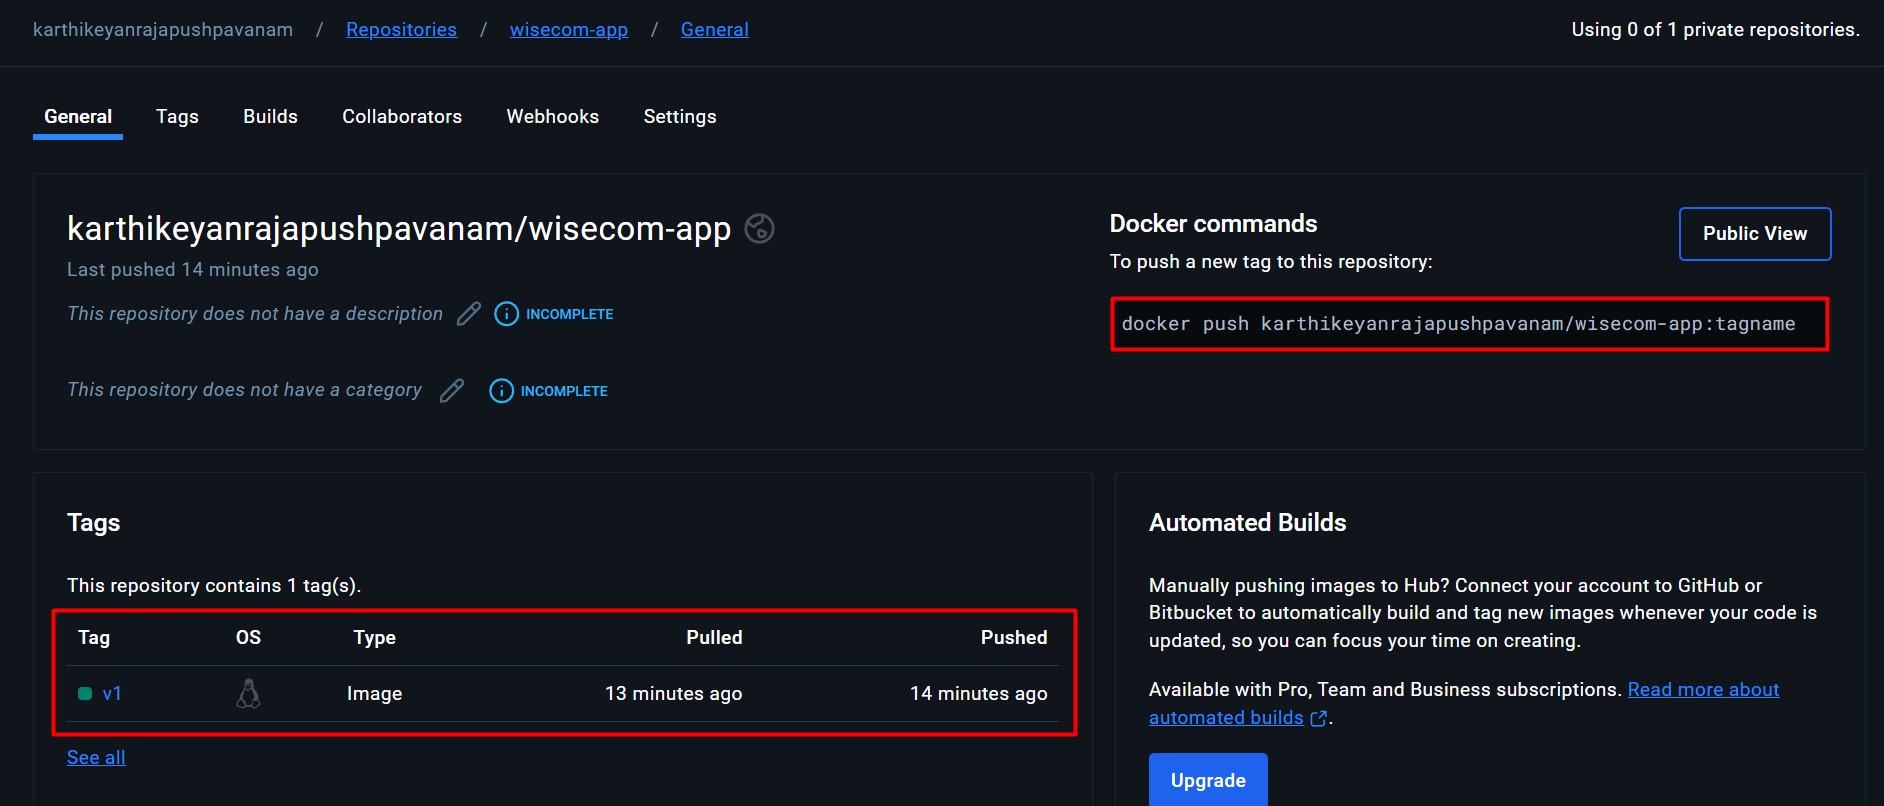 karthikeyanrajapushpavanam / Repositories / wisecom-app / General
Using 0 of 1 private repositories.
General Tags Builds Collaborators Webhooks Settings
karthikeyanrajapushpavanam/wisecom-app
Last pushed 14 minutes ago
This repository does not have a description INCOMPLETE
This repository does not have a category INCOMPLETE
Docker commands
Public View
To push a new tag to this repository:
docker push karthikeyanrajapushpavanam/wisecom-app:tagname
Tags
This repository contains 1 tag(s).
Tag OS Type Pulled Pushed
v1 Image 13 minutes ago 14 minutes ago
See all
Automated Builds
Manually pushing images to Hub? Connect your account to GitHub or
Bitbucket to automatically build and tag new images whenever your code is
updated, so you can focus your time on creating.
Available with Pro, Team and Business subscriptions. Read more about
automated builds.
Upgrade